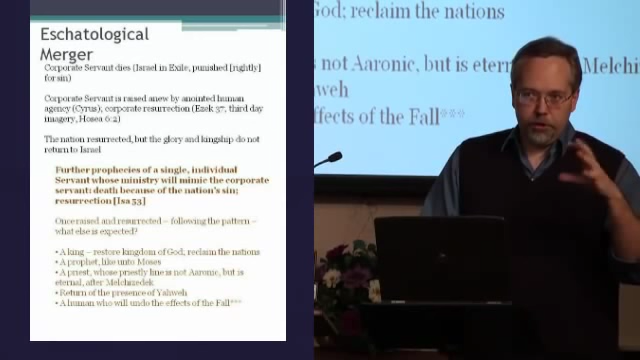 Eschatological
Merger
Corporate Servant dies (Israel in Exile, punished [rightly]
for sin)
Corporate Servant is raised anew by anointed human
agency (Cyrus); corporate resurrection (Ezek 37; third day
imagery, Hosea 6:2)
The nation resurrected, but the glory and kingship do not
return to Israel
Further prophecies of a single, individual
Servant whose ministry will mimic the corporate
servant: death because of the nation's sin;
resurrection [Isa 53]
Once raised and resurrected – following the pattern –
what else is expected?
• A king – restore kingdom of God, reclaim the nations
• A prophet, like unto Moses
• A priest, whose priestly line is not Aaronic, but is
eternal, after Melchizedek
• Return of the presence of Yahweh
• A human who will undo the effects of the Fall***
God; reclaim the nations
s not Aaronic, but is eternal
Melchi
ahweh
ffects of the Fall***